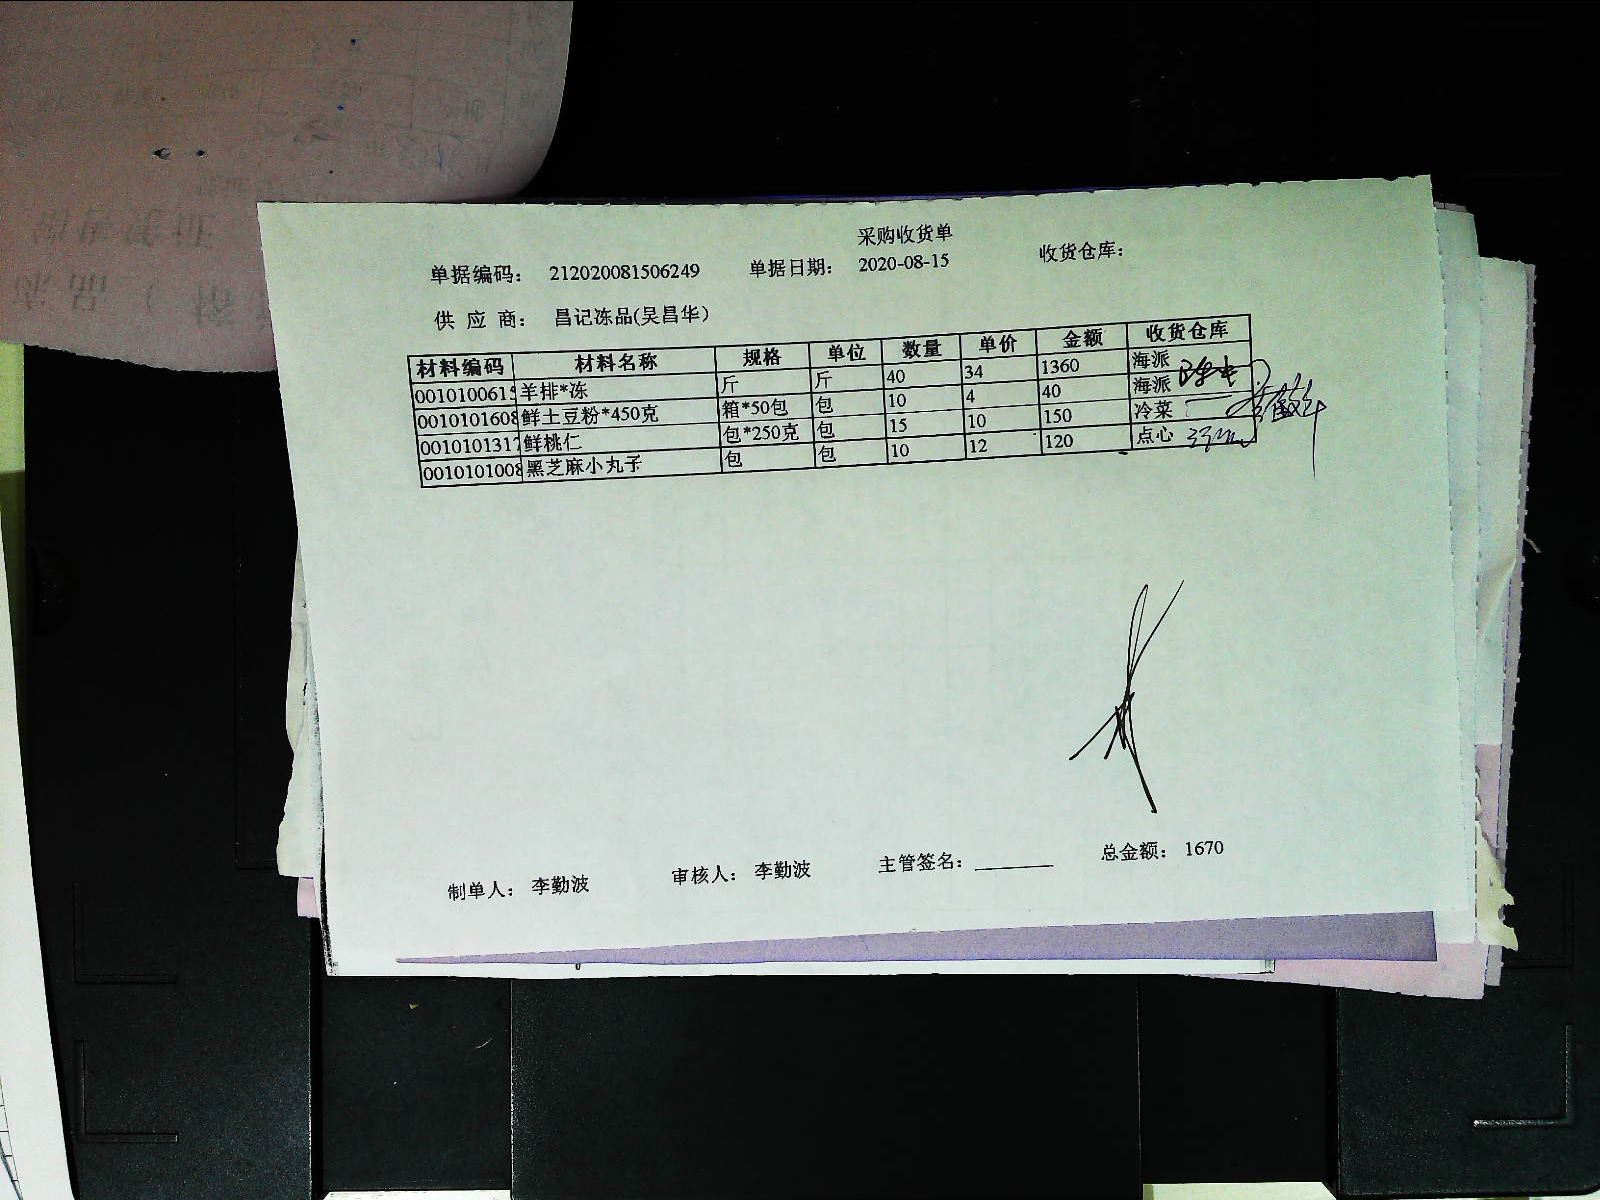 采购收货单
单据编码： 212020081506249 单据日期： 2020-08-15 收货仓库：
供 应 商： 昌记冻品(吴昌华)
材料编码 材料名称 规格 单位 数量 单价 金额 收货仓库
001010061 羊排*冻 斤 斤 40 34 1360 海派
0010101608 鲜土豆粉*450克 箱*50包 包 10 4 40 海派
001010131 鲜桃仁 包*250克 包 15 10 150 冷菜
0010101008 黑芝麻小丸子 包 包 10 12 120 点心
制单人： 李勤波 审核人： 李勤波 主管签名： 总金额： 1670